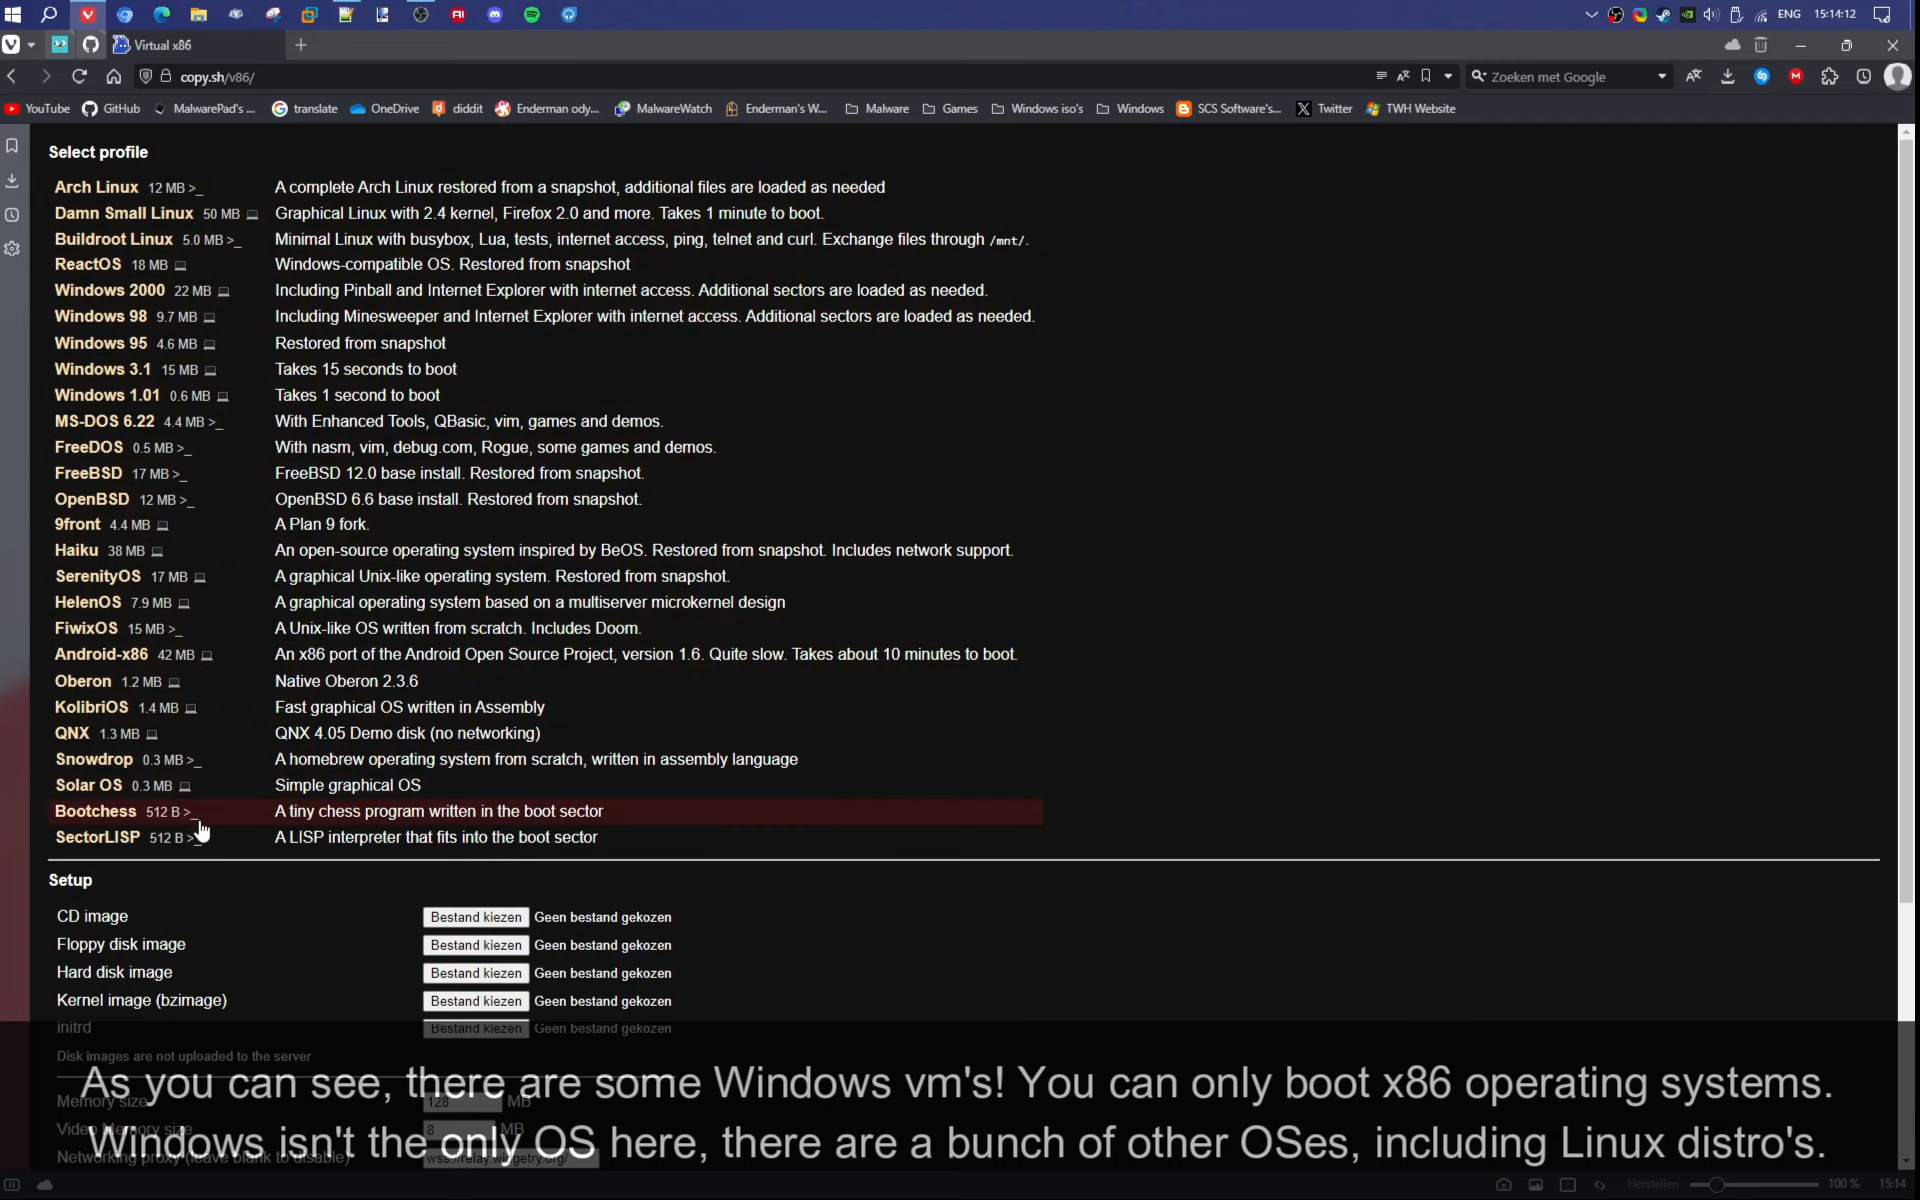 ENG 15:14:12
Virtual x86
copy.sh/v86/
Zoeken met Google
YouTube GitHub MalwarePad's ... translate OneDrive diddit Enderman ody... MalwareWatch Enderman's W... Malware Games Windows iso's Windows SCS Software's... Twitter TWH Website
Select profile
Arch Linux 12 MB >_ A complete Arch Linux restored from a snapshot, additional files are loaded as needed
Damn Small Linux 50 MB Graphical Linux with 2.4 kernel, Firefox 2.0 and more. Takes 1 minute to boot.
Buildroot Linux 5.0 MB >_ Minimal Linux with busybox, Lua, tests, internet access, ping, telnet and curl. Exchange files through /mnt/.
ReactOS 18 MB Windows-compatible OS. Restored from snapshot
Windows 2000 22 MB Including Pinball and Internet Explorer with internet access. Additional sectors are loaded as needed.
Windows 98 9.7 MB Including Minesweeper and Internet Explorer with internet access. Additional sectors are loaded as needed.
Windows 95 4.6 MB Restored from snapshot
Windows 3.1 15 MB Takes 15 seconds to boot
Windows 1.01 0.6 MB Takes 1 second to boot
MS-DOS 6.22 4.4 MB >_ With Enhanced Tools, QBasic, vim, games and demos.
FreeDOS 0.5 MB >_ With nasm, vim, debug.com, Rogue, some games and demos.
FreeBSD 17 MB >_ FreeBSD 12.0 base install. Restored from snapshot.
OpenBSD 12 MB >_ OpenBSD 6.6 base install. Restored from snapshot.
9front 4.4 MB A Plan 9 fork.
Haiku 38 MB An open-source operating system inspired by BeOS. Restored from snapshot. Includes network support.
SerenityOS 17 MB A graphical Unix-like operating system. Restored from snapshot.
HelenOS 7.9 MB A graphical operating system based on a multiserver microkernel design
FiwixOS 15 MB >_ A Unix-like OS written from scratch. Includes Doom.
Android-x86 42 MB An x86 port of the Android Open Source Project, version 1.6. Quite slow. Takes about 10 minutes to boot.
Oberon 1.2 MB Native Oberon 2.3.6
KolibriOS 1.4 MB Fast graphical OS written in Assembly
QNX 1.3 MB QNX 4.05 Demo disk (no networking)
Snowdrop 0.3 MB >_ A homebrew operating system from scratch, written in assembly language
Solar OS 0.3 MB Simple graphical OS
Bootchess 512 B >_ A tiny chess program written in the boot sector
SectorLISP 512 B >_ A LISP interpreter that fits into the boot sector
Setup
CD image Bestand kiezen Geen bestand gekozen
Floppy disk image Bestand kiezen Geen bestand gekozen
Hard disk image Bestand kiezen Geen bestand gekozen
Kernel image (bzimage) Bestand kiezen Geen bestand gekozen
initrd Bestand kiezen Geen bestand gekozen
Disk images are not uploaded to the server
As you can see, there are some Windows vm's! You can only boot x86 operating systems.
Memory size 128 MB
Video Memory size 8 MB
Windows isn't the only OS here, there are a bunch of other OSes, including Linux distro's.
Networking proxy (leave blank to disable)
Herstellen 100 % 15:14